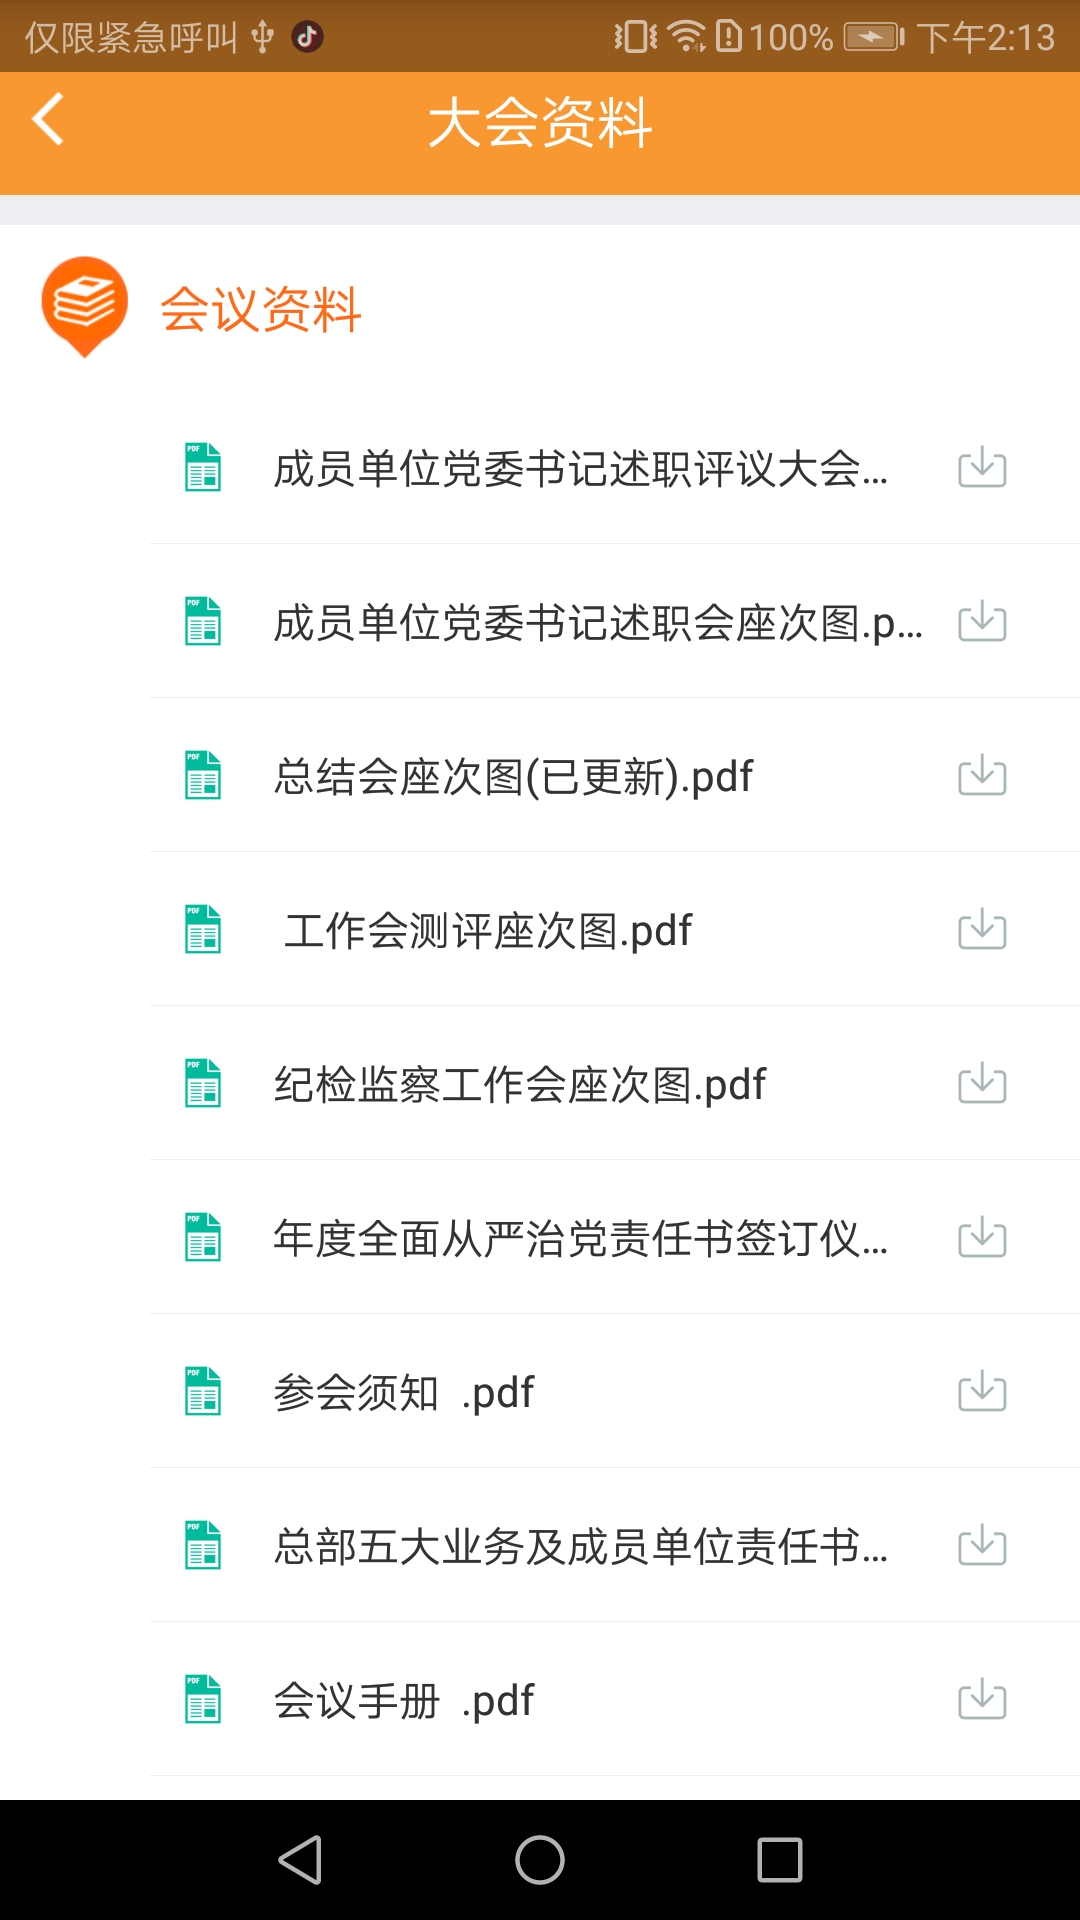 仅限紧急呼叫 100% 下午2:13
大会资料
会议资料
成员单位党委书记述职评议大会...
成员单位党委书记述职会座次图.p...
总结会座次图(已更新).pdf
工作会测评座次图.pdf
纪检监察工作会座次图.pdf
年度全面从严治党责任书签订仪...
参会须知 .pdf
总部五大业务及成员单位责任书...
会议手册 .pdf